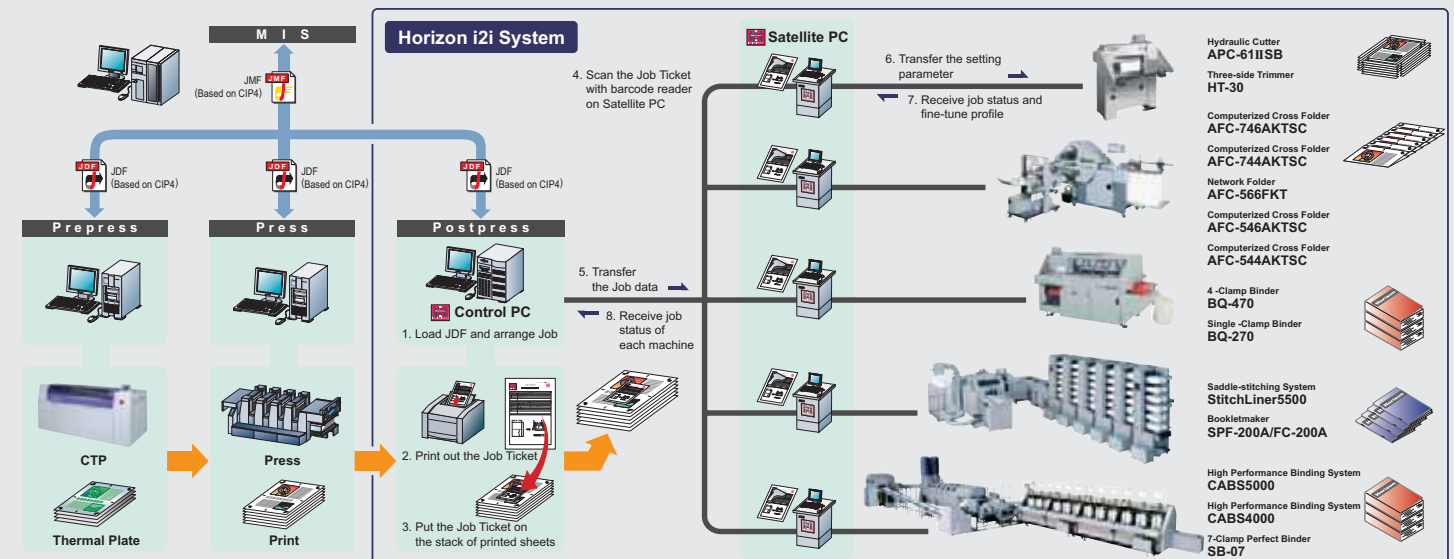 M I S
JMF
(Based on CIP4)
JMF
JDF
JDF
(Based on CIP4)
JDF
JDF
(Based on CIP4)
JDF
JDF
(Based on CIP4)
Prepress
Press
Postpress
CTP
Thermal Plate
Press
Print
Horizon i2i System
Control PC
1. Load JDF and arrange Job
2. Print out the Job Ticket
3. Put the Job Ticket on
the stack of printed sheets
4. Scan the Job Ticket
with barcode reader
on Satellite PC
5. Transfer
the Job data
8. Receive job
status of
each machine
Satellite PC
6. Transfer the setting
parameter
7. Receive job status and
fine-tune profile
Hydraulic Cutter
APC-61IISB
Three-side Trimmer
HT-30
Computerized Cross Folder
AFC-746AKTSC
Computerized Cross Folder
AFC-744AKTSC
Network Folder
AFC-566FKT
Computerized Cross Folder
AFC-546AKTSC
Computerized Cross Folder
AFC-544AKTSC
4 -Clamp Binder
BQ-470
Single -Clamp Binder
BQ-270
Saddle-stitching System
StitchLiner5500
Bookletmaker
SPF-200A/FC-200A
High Performance Binding System
CABS5000
High Performance Binding System
CABS4000
7-Clamp Perfect Binder
SB-07